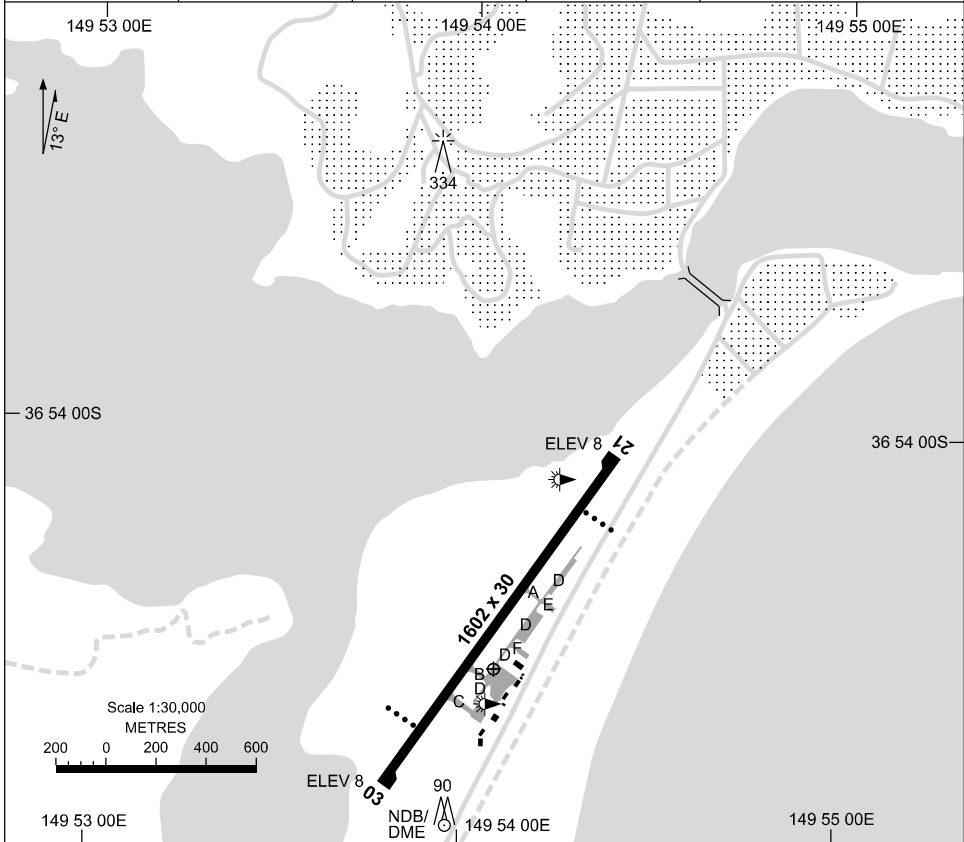 149 53 00E
149 54 00E
149 55 00E
13° E
334
36 54 00S
ELEV 8
21
36 54 00S
1602 x 30
A
D
E
D
F
D
B
D
C
Scale 1:30,000
METRES
200 0 200 400 600
ELEV 8
03
90
NDB/
DME
149 53 00E
149 54 00E
149 55 00E